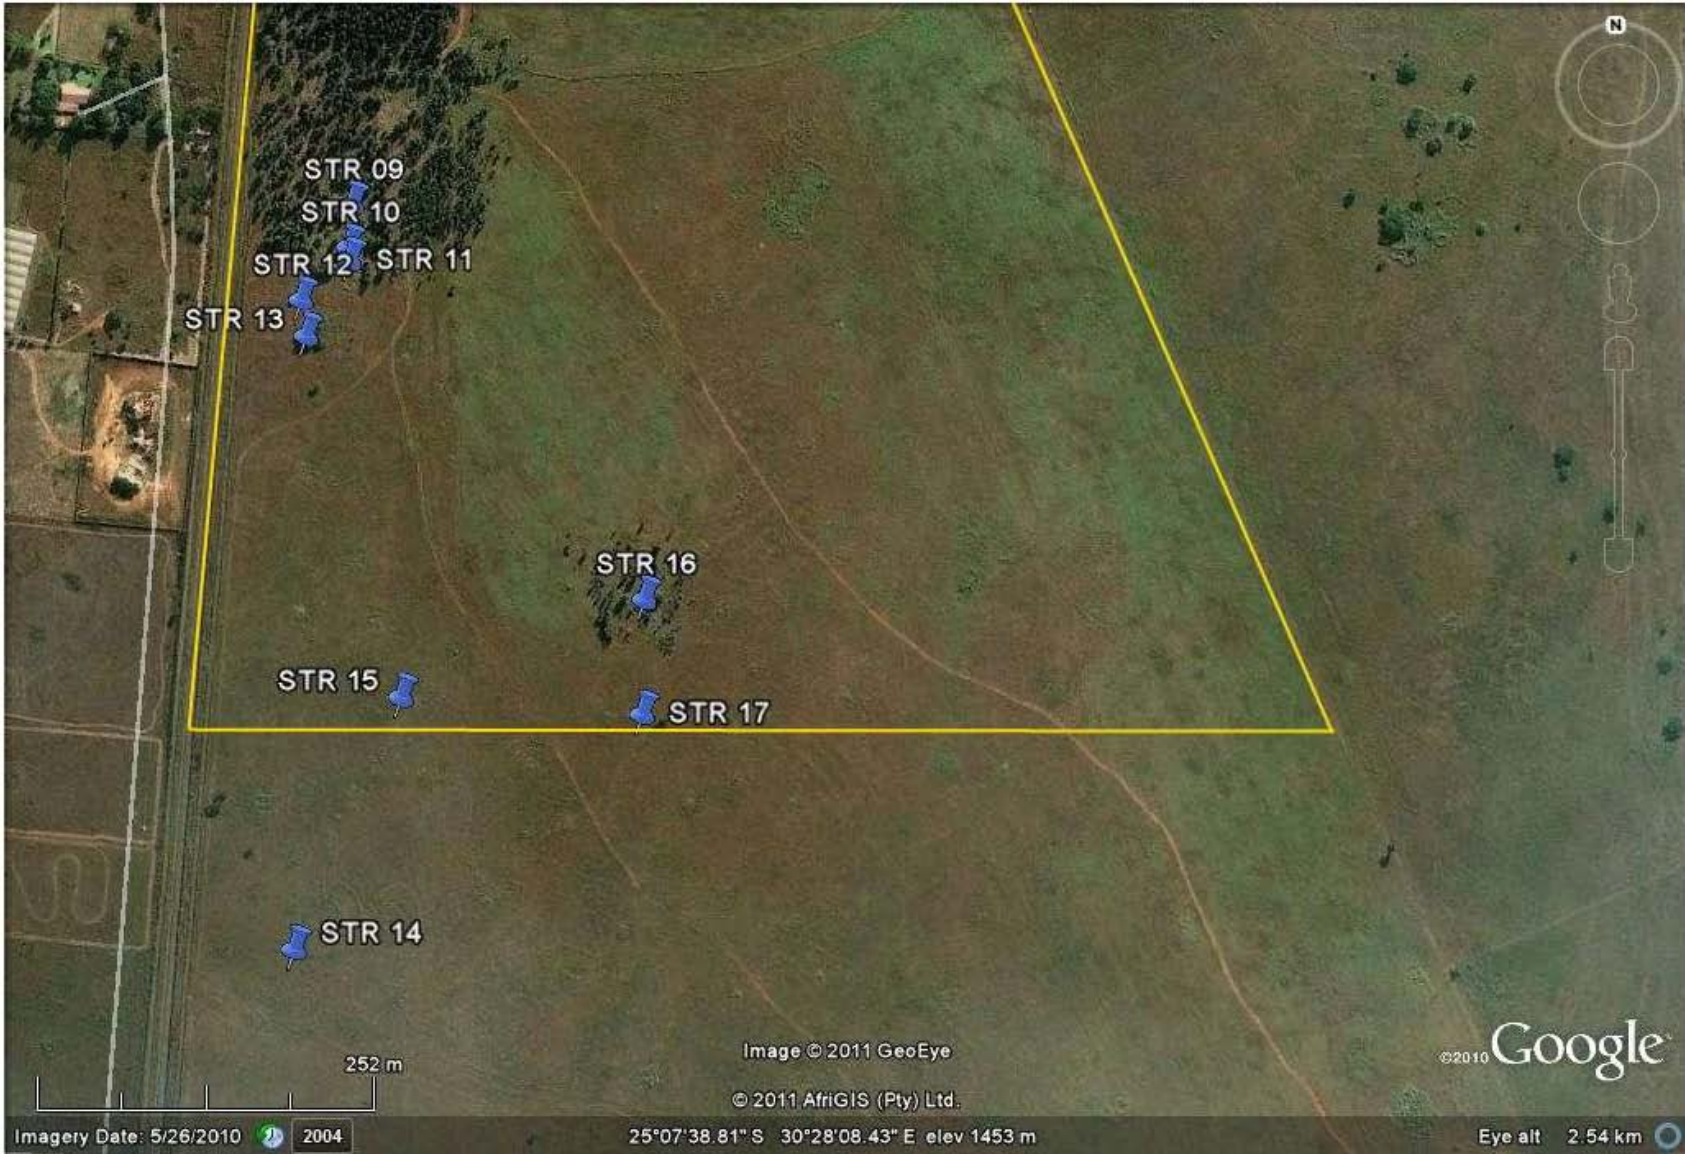 N
STR 09
STR 10
STR 12
STR 11
STR 13
STR 16
STR 15
STR 17
STR 14
252 m
Image © 2011 GeoEye
©2010 Google
© 2011 AfriGIS (Pty) Ltd.
Imagery Date: 5/26/2010 2004 25°07'38.81" S 30°28'08.43" E elev 1453 m Eye alt 2.54 km